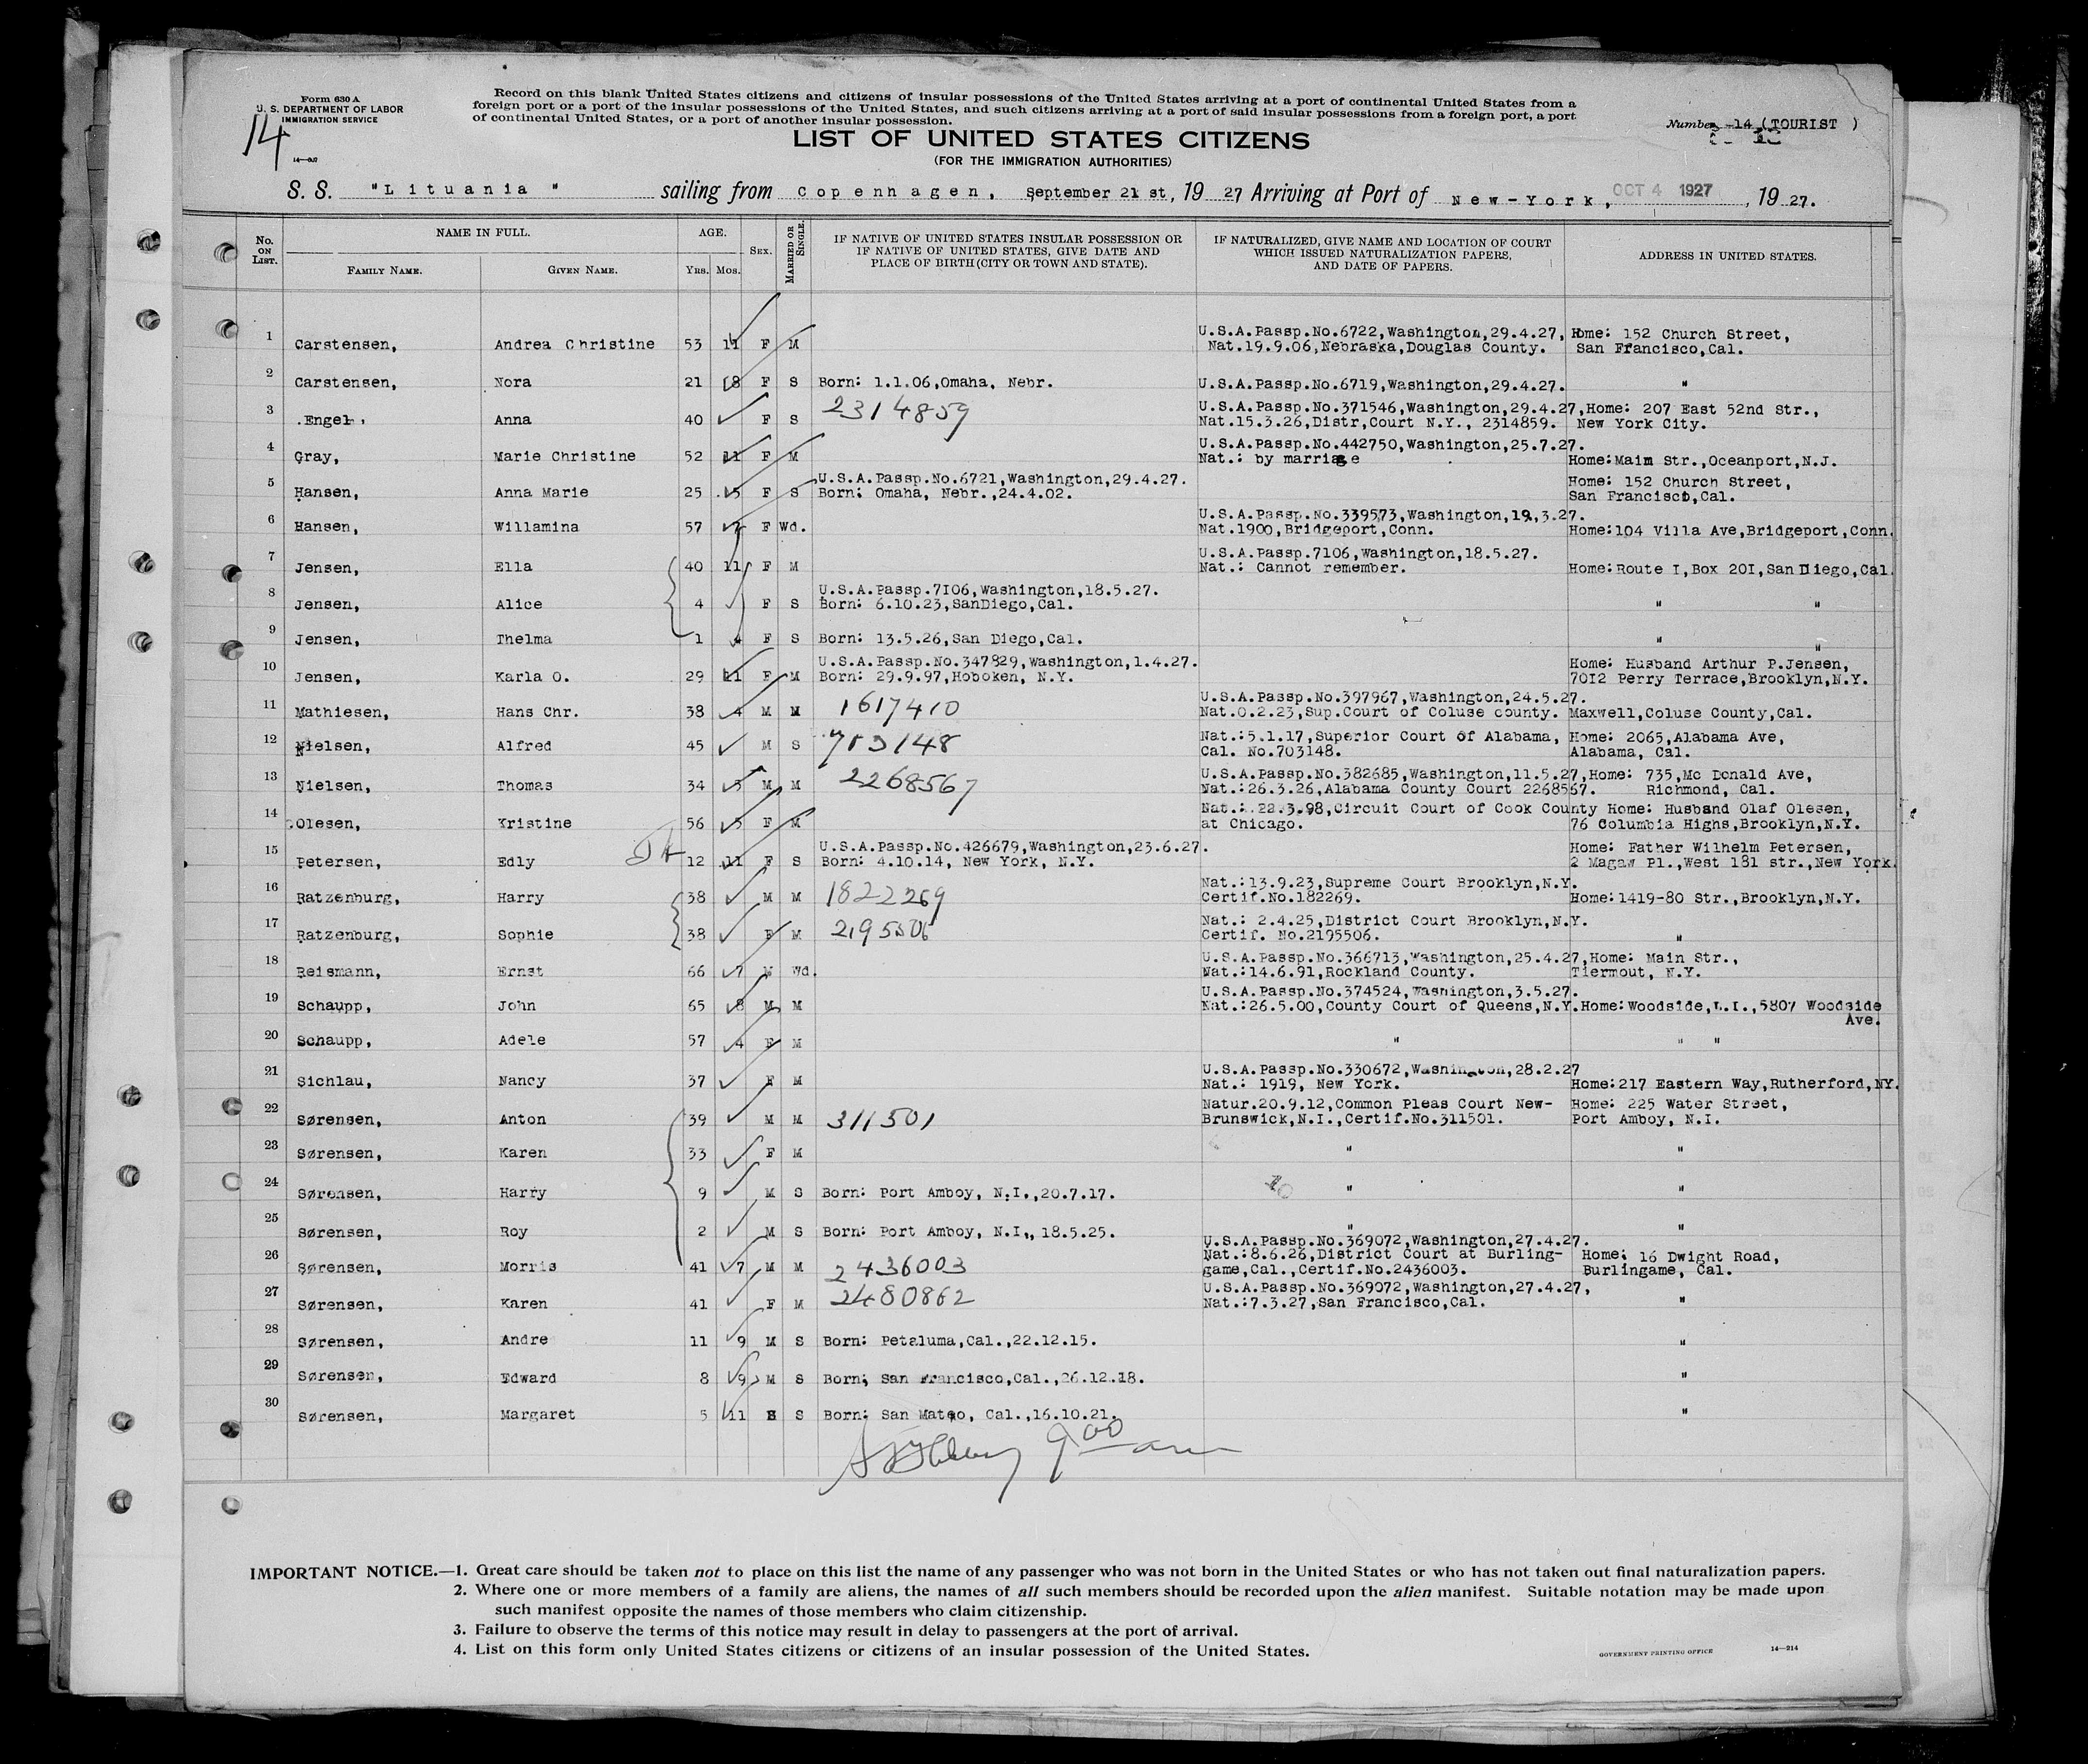 Form 630 A
U. S. DEPARTMENT OF LABOR
IMMIGRATION SERVICE
14
14—307
Record on this blank United States citizens and citizens of insular possessions of the United States arriving at a port of continental United States from a
foreign port or a port of the insular possessions of the United States, and such citizens arriving at a port of said insular possessions from a foreign port, a port
of continental United States, or a port of another insular possession.
Number -14 (TOURIST )
LIST OF UNITED STATES CITIZENS
(FOR THE IMMIGRATION AUTHORITIES)
S. S. "Lituania" sailing from Copenhagen, September 21 st, 19 27 Arriving at Port of New-York, OCT 4 1927, 19 27.
No. ON LIST. NAME IN FULL. AGE. SEX. MARRIED OR SINGLE. IF NATIVE OF UNITED STATES INSULAR POSSESSION OR IF NATIVE OF UNITED STATES, GIVE DATE AND PLACE OF BIRTH (CITY OR TOWN AND STATE). IF NATURALIZED, GIVE NAME AND LOCATION OF COURT WHICH ISSUED NATURALIZATION PAPERS, AND DATE OF PAPERS. ADDRESS IN UNITED STATES.
FAMILY NAME. GIVEN NAME. YRS. MOS.
1 Carstensen, Andrea Christine 53 11 F M U.S.A.Passp.No.6722,Washington,29.4.27, Home: 152 Church Street,
Nat.19.9.06,Nebraska,Douglas County. San Francisco,Cal.
2 Carstensen, Nora 21 8 F S Born: 1.1.06,Omaha, Nebr. U.S.A.Passp.No.6719,Washington,29.4.27. "
3 Engel, Anna 40 F S 2314859 U.S.A.Passp.No.371546,Washington,29.4.27,Home: 207 East 52nd Str.,
Nat.15.3.26,Distr,Court N.Y., 2314859. New York City.
4 Gray, Marie Christine 52 11 F M U.S.A.Passp.No.442750,Washington,25.7.27.
Nat.: by marriage Home:Maim Str.,Oceanport,N.J.
5 Hansen, Anna Marie 25 5 F S U.S.A.Passp.No.6721,Washington,29.4.27. Home: 152 Church Street,
Born: Omaha, Nebr.,24.4.02. San Francisco,Cal.
6 Hansen, Willamina 57 7 F Wd. U.S.A.Passp.No.339573,Washington,19.,3.27.
Nat.1900,Bridgeport,Conn. Home:104 Villa Ave,Bridgeport,Conn.
7 Jensen, Ella 40 11 F M U.S.A.Passp.7106,Washington,18.5.27.
Nat.: Cannot remember. Home:Route I,Box 20I,San Diego,Cal.
8 Jensen, Alice 4 F S U.S.A.Passp.7I06,Washington,18.5.27.
Born: 6.10.23,SanDiego,Cal. " "
9 Jensen, Thelma 1 4 F S Born: 13.5.26,San Diego,Cal. " "
10 Jensen, Karla O. 29 11 F M U.S.A.Passp.No.347829,Washington,1.4.27. Home: Husband Arthur P.Jensen,
Born: 29.9.97,Hoboken, N.Y. 70I2 Perry Terrace,Brooklyn,N.Y.
11 Mathiesen, Hans Chr. 38 4 M M 1617410 U.S.A.Passp.No.397967,Washington,24.5.27.
Nat.0.2.23,Sup.Court of Coluse county. Maxwell,Coluse County,Cal.
12 Nielsen, Alfred 45 M S 703148 Nat.:5.1.17,Superior Court of Alabama, Home: 2065,Alabama Ave,
Cal. No.703148. Alabama, Cal.
13 Nielsen, Thomas 34 5 M M 2268567 U.S.A.Passp.No.382685,Washington,11.5.27,Home: 735,Mc Donald Ave,
Nat.:26.3.26,Alabama County Court 2268567. Richmond, Cal.
14 Olesen, Kristine 56 5 F M Nat.: 22.3.98,Circuit Court of Cook County Home: Husband Olaf Olesen,
at Chicago. 76 Columbia Highs,Brooklyn,N.Y.
15 Petersen, Edly 12 11 F S U.S.A.Passp.No.426679,Washington,23.6.27. Home: Father Wilhelm Petersen,
Born: 4.10.14, New York, N.Y. 2 Magaw Pl.,West 181 str.,New York.
16 Ratzenburg, Harry 38 M M 1822269 Nat.:13.9.23,Supreme Court Brooklyn,N.Y.
Certif.No.182269. Home:1419-80 Str.,Brooklyn,N.Y.
17 Ratzenburg, Sophie 38 F M 2195506 Nat.: 2.4.25,District Court Brooklyn,N.Y.
Certif. No.2195506. "
18 Reismann, Ernst 66 7 M Wd. U.S.A.Passp.No.366713,Washington,25.4.27,Home: Main Str.,
Nat.:14.6.91,Rockland County. Tiermout, N.Y.
19 Schaupp, John 65 8 M M U.S.A.Passp.No.374524,Washington,3.5.27.
Nat.:26.5.00,County Court of Queens,N.Y.Home:Woodside,L.I.,5807 Woodside
Ave.
20 Schaupp, Adele 57 4 F M " " "
21 Sichlau, Nancy 37 F M U.S.A.Passp.No.330672,Washington,28.2.27
Nat.: 1919, New York. Home:217 Eastern Way,Rutherford,NY.
22 Sørensen, Anton 39 M M 311501 Natur.20.9.12,Common Pleas Court New- Home: 225 Water Street,
Brunswick,N.I.,Certif.No.311501. Port Amboy, N.I.
23 Sørensen, Karen 33 F M " "
24 Sørensen, Harry 9 M S Born: Port Amboy, N.I.,20.7.17. " "
25 Sørensen, Roy 2 M S Born: Port Amboy, N.I., 18.5.25. " "
26 Sørensen, Morris 41 7 M M 2436003 U.S.A.Passp.No.369072,Washington,27.4.27.
Nat.:8.6.26,District Court at Burling- Home: 16 Dwight Road,
game,Cal.,Certif.No.2436003. Burlingame, Cal.
27 Sørensen, Karen 41 F M 2480862 U.S.A.Passp.No.369072,Washington,27.4.27,
Nat.:7.3.27,San Francisco,Cal. "
28 Sørensen, Andre 11 9 M S Born: Petaluma,Cal.,22.12.15. "
29 Sørensen, Edward 8 9 M S Born; San Francisco,Cal.,26.12.18. "
30 Sørensen, Margaret 5 11 S Born: San Mateo, Cal.,16.10.21. "
900 am
IMPORTANT NOTICE.—1. Great care should be taken not to place on this list the name of any passenger who was not born in the United States or who has not taken out final naturalization papers.
2. Where one or more members of a family are aliens, the names of all such members should be recorded upon the alien manifest. Suitable notation may be made upon
such manifest opposite the names of those members who claim citizenship.
3. Failure to observe the terms of this notice may result in delay to passengers at the port of arrival.
4. List on this form only United States citizens or citizens of an insular possession of the United States.
GOVERNMENT PRINTING OFFICE 14—214